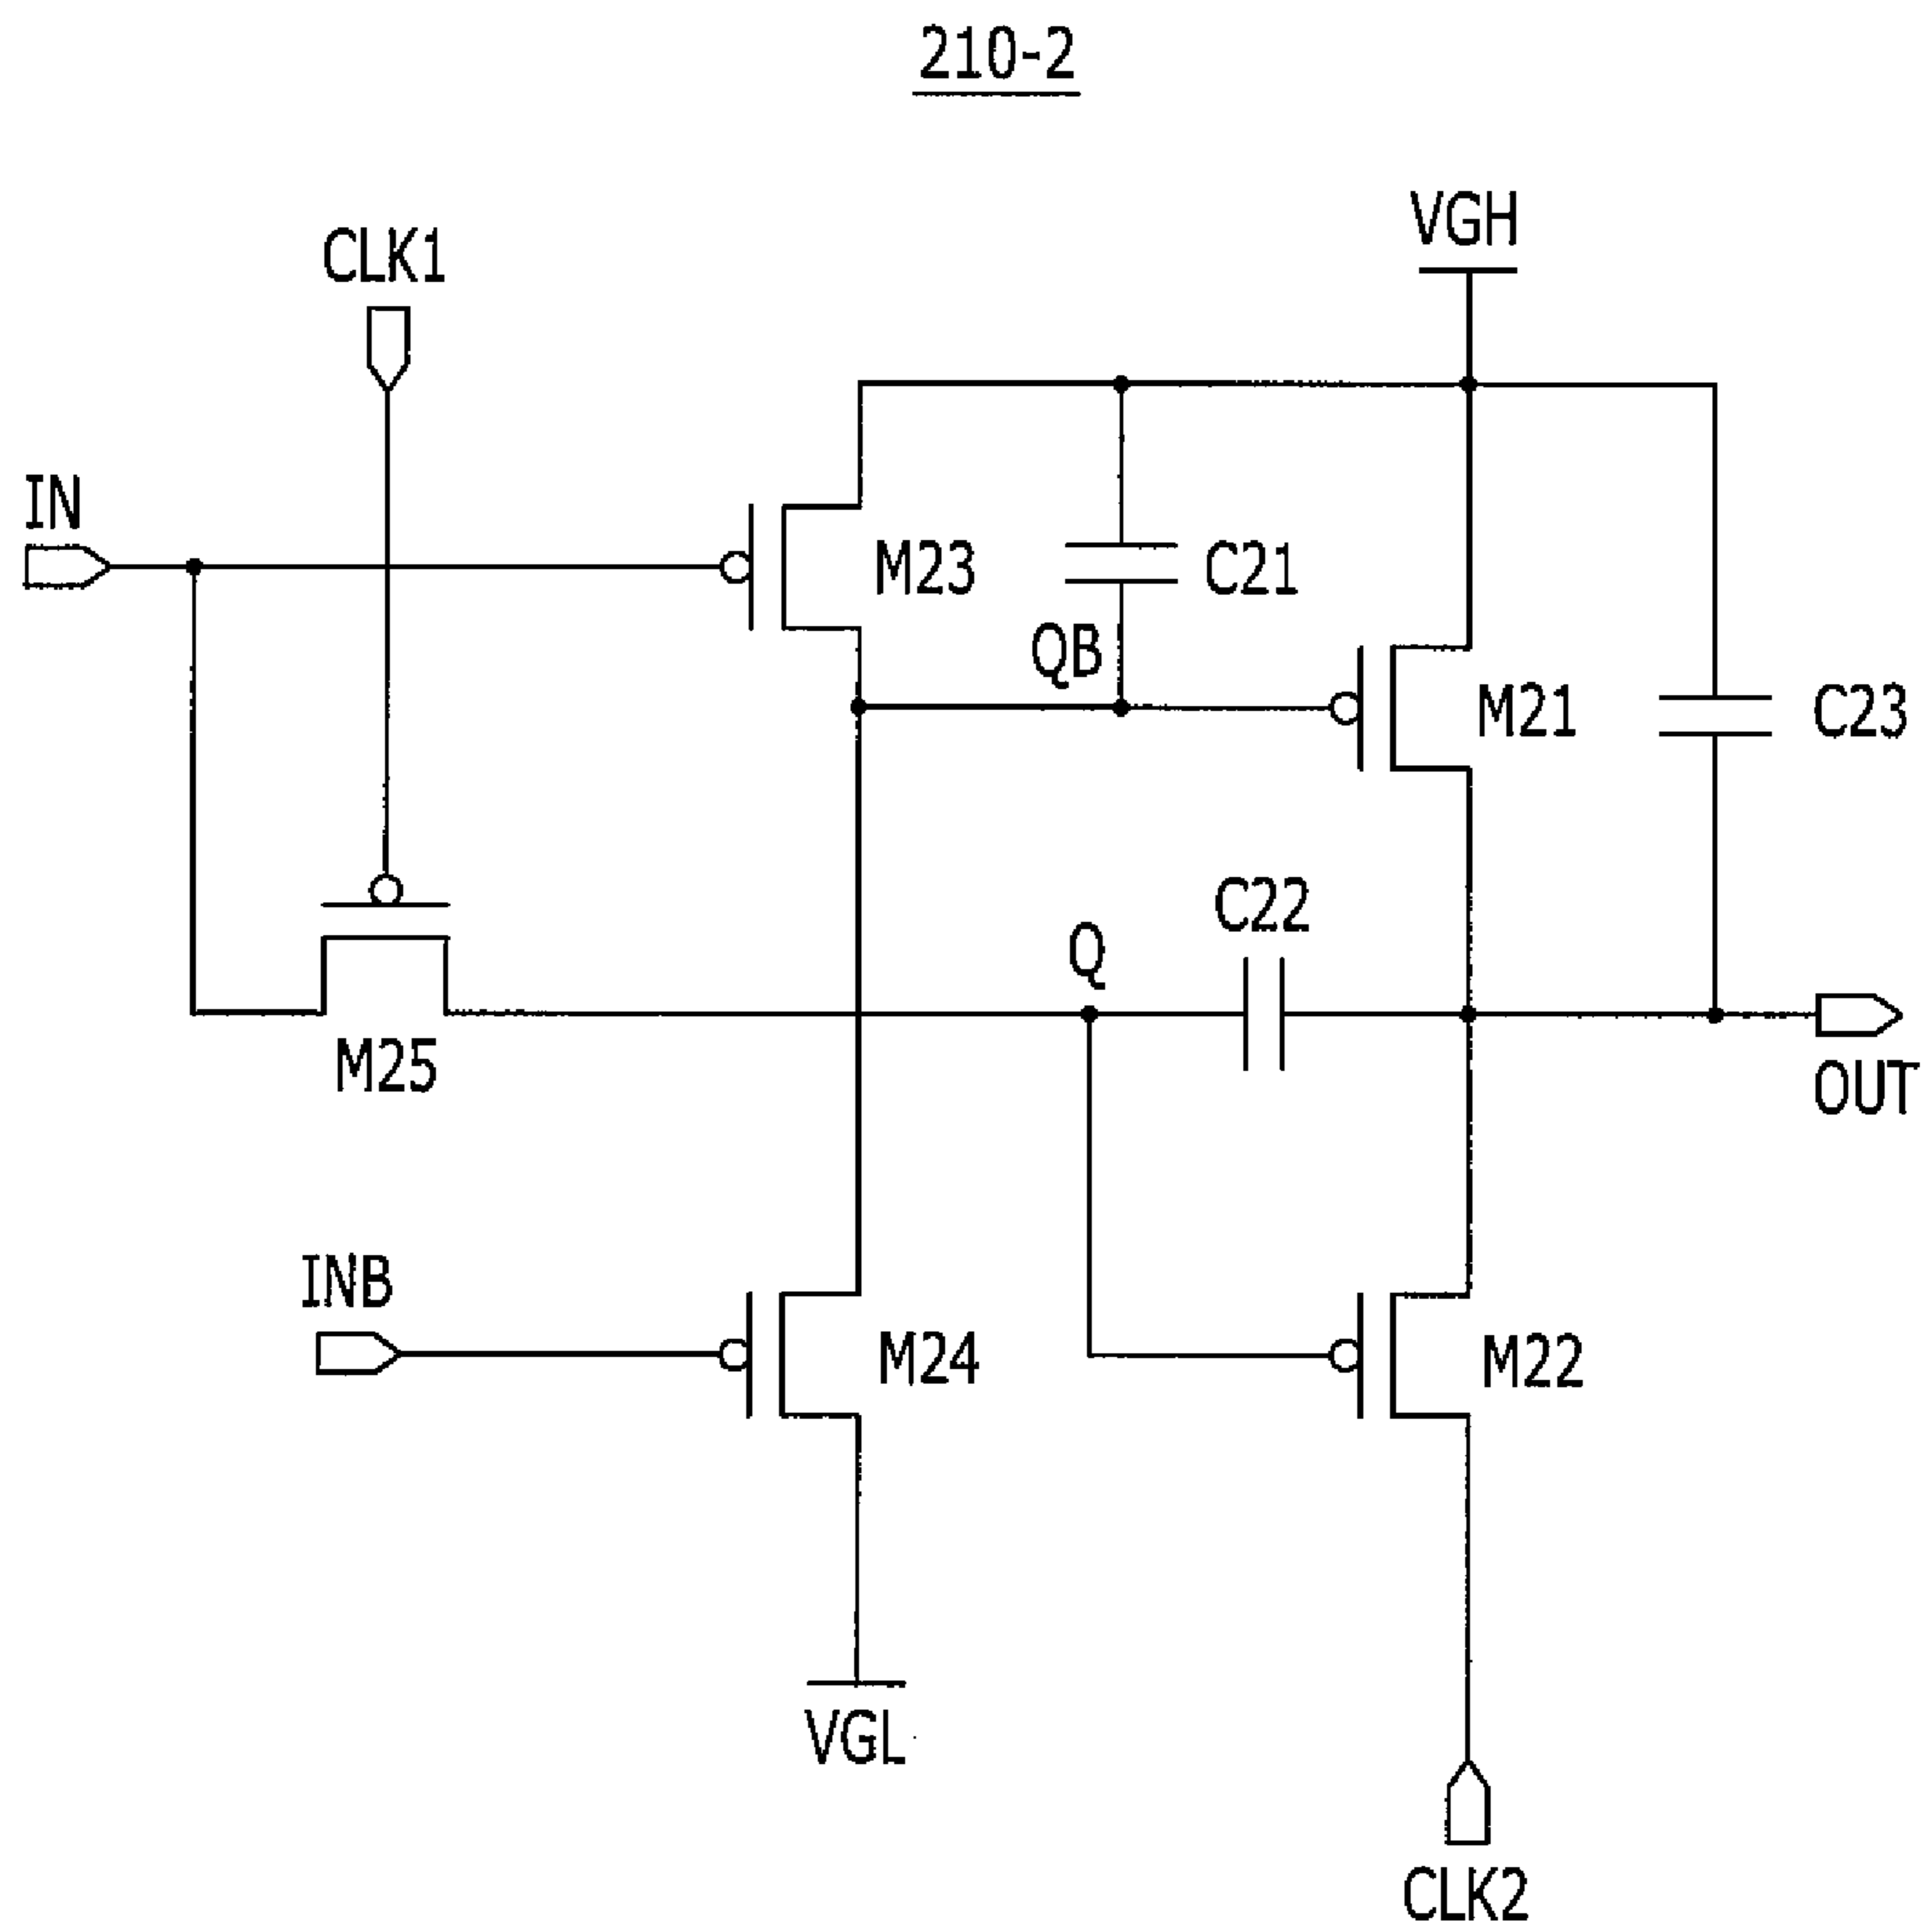 210-2
VGH
CLK1
IN
M23
C21
QB
M21
C23
C22
Q
M25
OUT
INB
M24
M22
VGL
CLK2